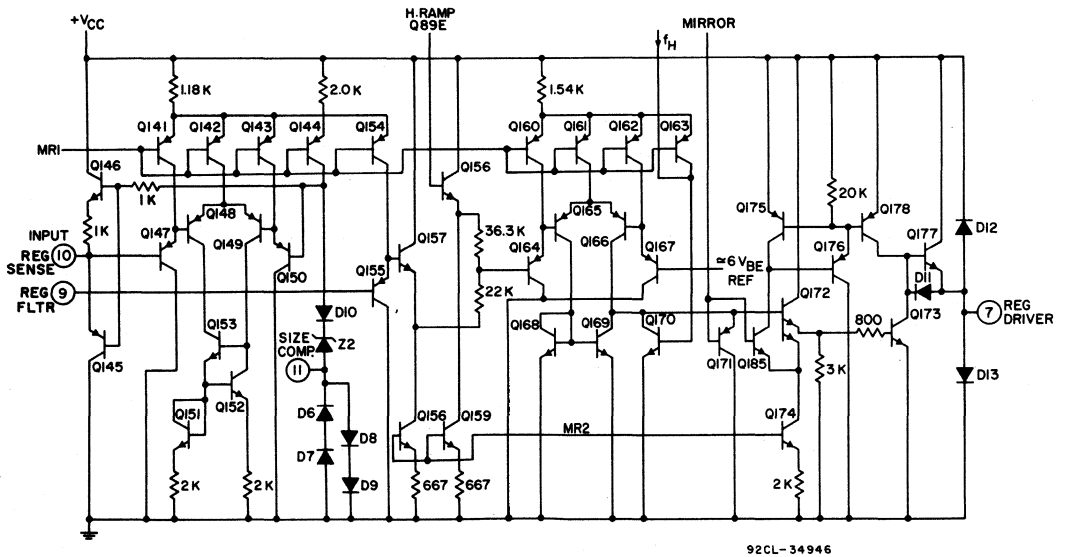 +VCC
H.RAMP
Q89E
MIRROR
fH
1.18K
2.0K
1.54K
Q141
Q142
Q143
Q144
Q154
Q160
Q161
Q162
Q163
MR1
Q146
1K
Q156
20K
1K
Q148
Q175
Q178
INPUT
Q147
Q149
Q157
36.3K
Q165
Q164
Q166
Q167
Q176
Q177
D12
10
REG
SENSE
Q150
Q155
≃6VBE
REF
D11
9
REG
FLTR
22K
Q172
Q173
7
REG
DRIVER
D10
SIZE
COMP.
Z2
11
Q153
Q168
Q169
Q170
Q171
Q185
800
3K
D13
Q145
Q151
Q152
D6
D8
D7
D9
Q156
Q159
MR2
Q174
2K
2K
667
667
2K
92CL-34946